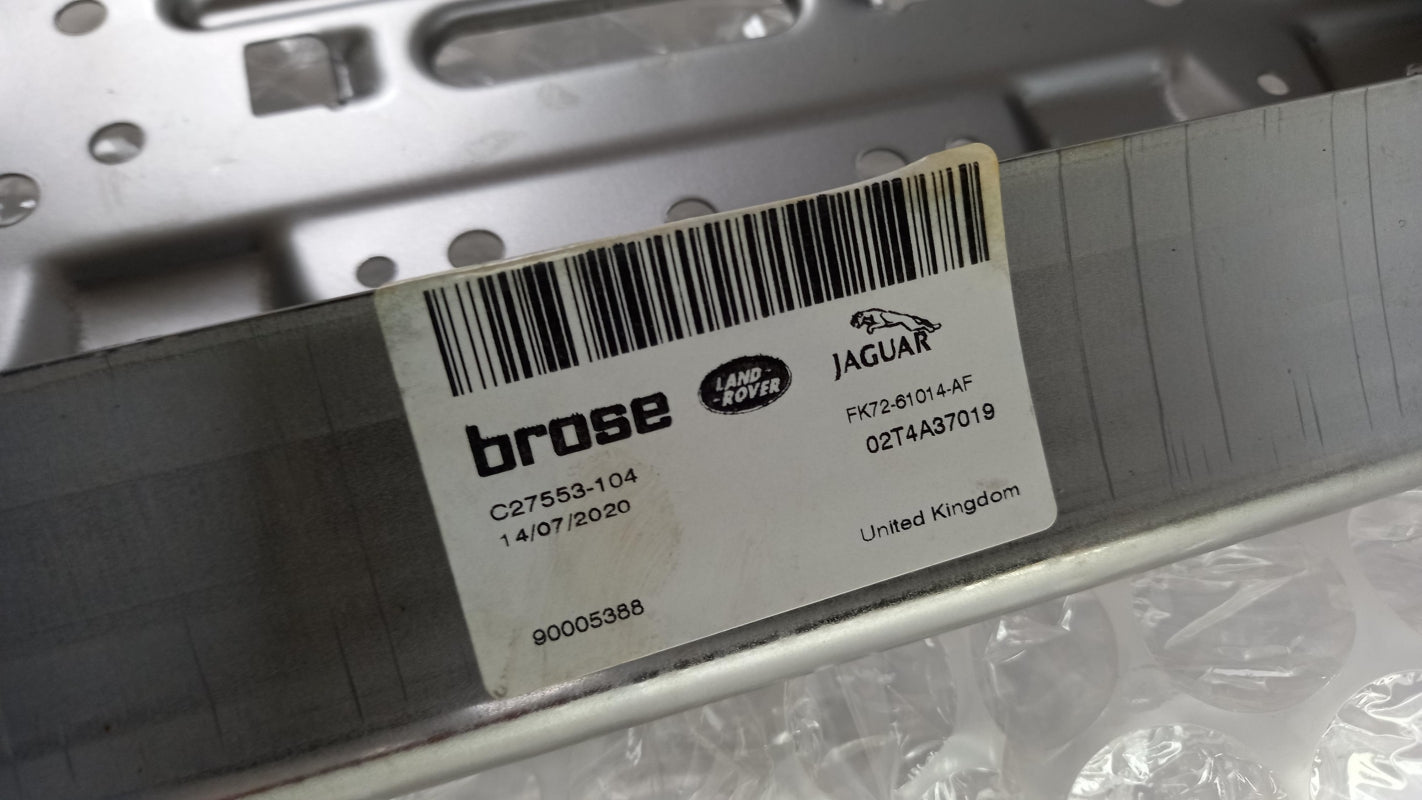 brose
LAND-
-ROVER
JAGUAR
C27553-104
14/07/2020
FK72-61014-AF
02T4A37019
90005388
United Kingdom